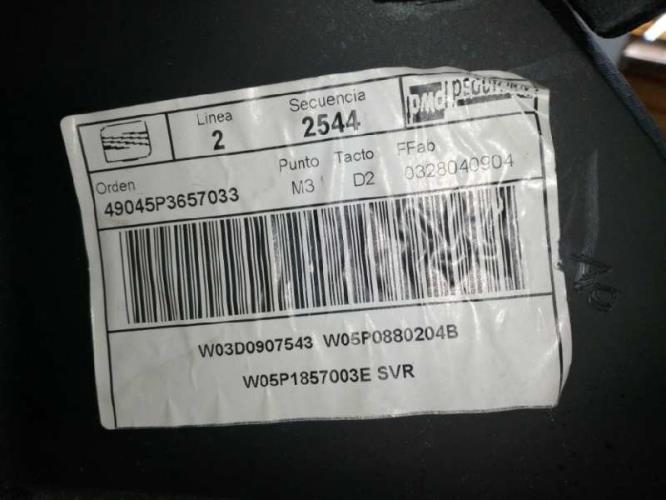 Linea
2
Secuencia
2544
Orden
49045P3657033
Punto
M3
Tacto
D2
FFab
0328040904
W03D0907543 W05P0880204B
W05P1857003E SVR